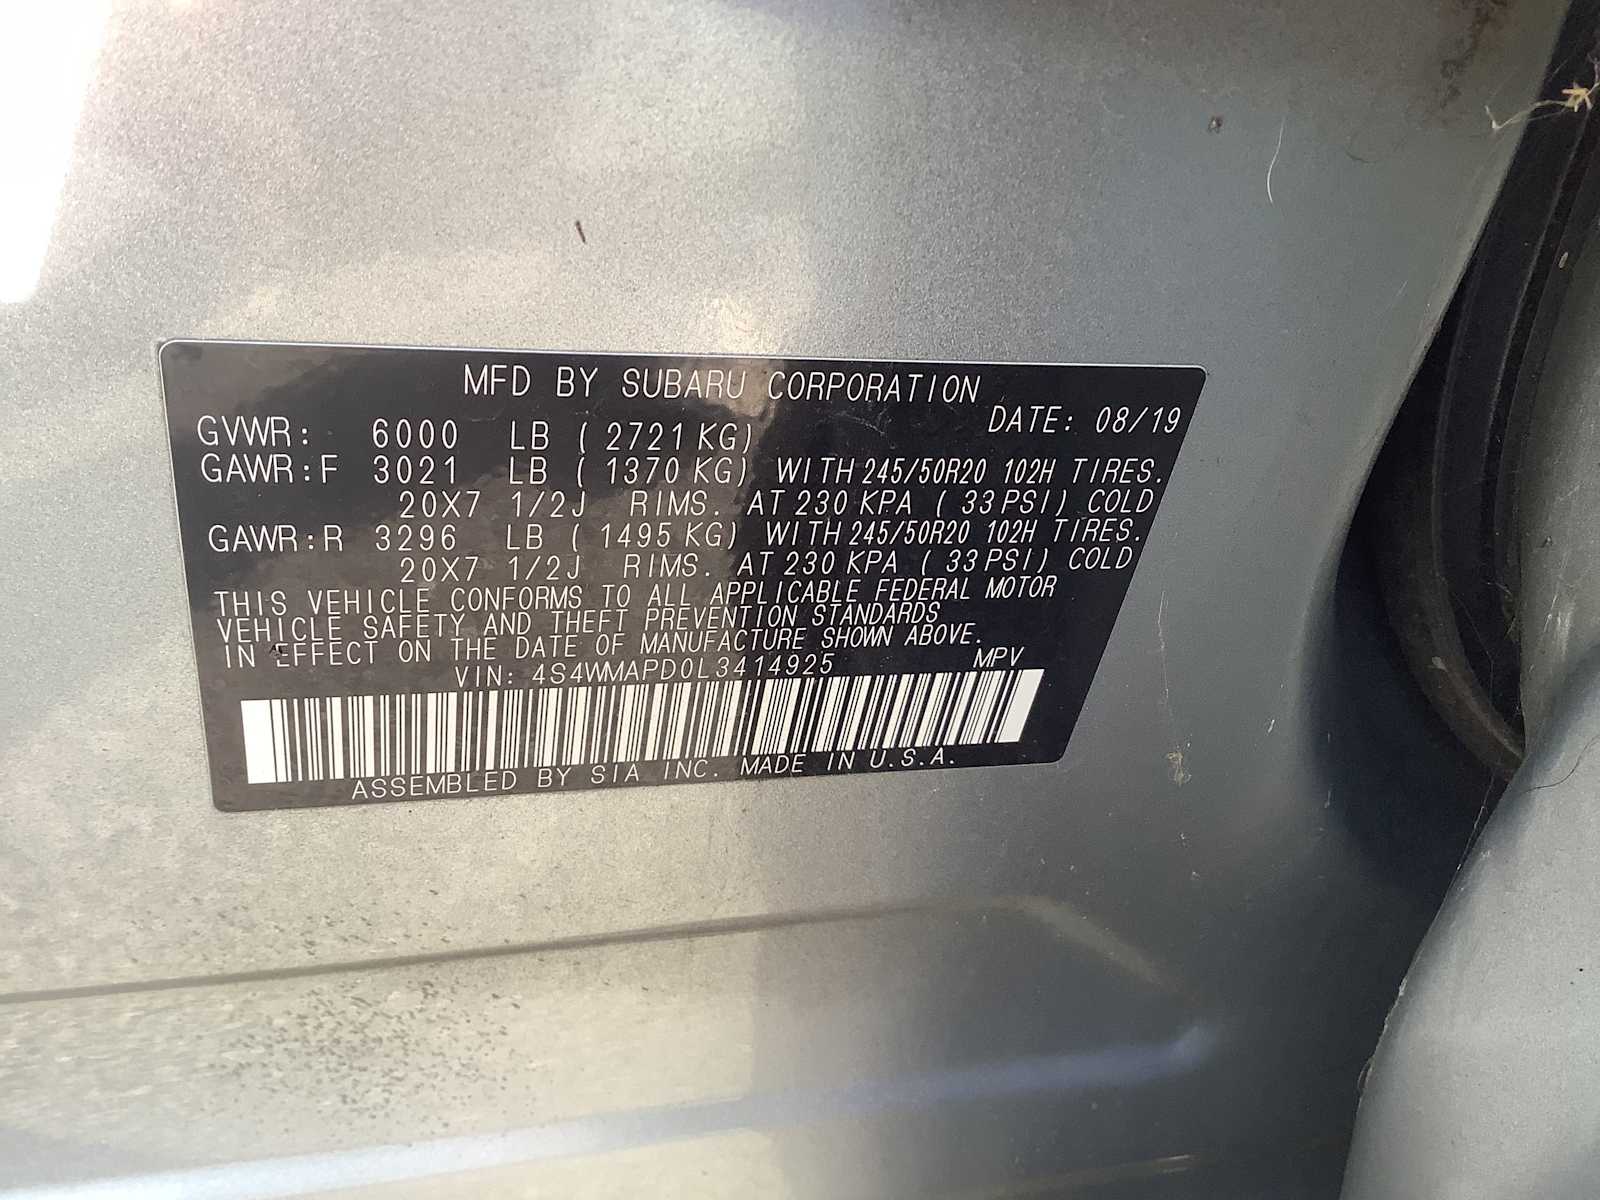 MFD BY SUBARU CORPORATION
DATE: 08/19
GVWR: 6000 LB ( 2721 KG)
GAWR:F 3021 LB ( 1370 KG) WITH 245/50R20 102H TIRES.
20X7 1/2J RIMS. AT 230 KPA ( 33 PSI) COLD
GAWR:R 3296 LB ( 1495 KG) WITH 245/50R20 102H TIRES.
20X7 1/2J RIMS. AT 230 KPA ( 33 PSI) COLD
THIS VEHICLE CONFORMS TO ALL APPLICABLE FEDERAL MOTOR
VEHICLE SAFETY AND THEFT PREVENTION STANDARDS
IN EFFECT ON THE DATE OF MANUFACTURE SHOWN ABOVE.
VIN: 4S4WMAPD0L3414925 MPV
ASSEMBLED BY SIA INC. MADE IN U.S.A.